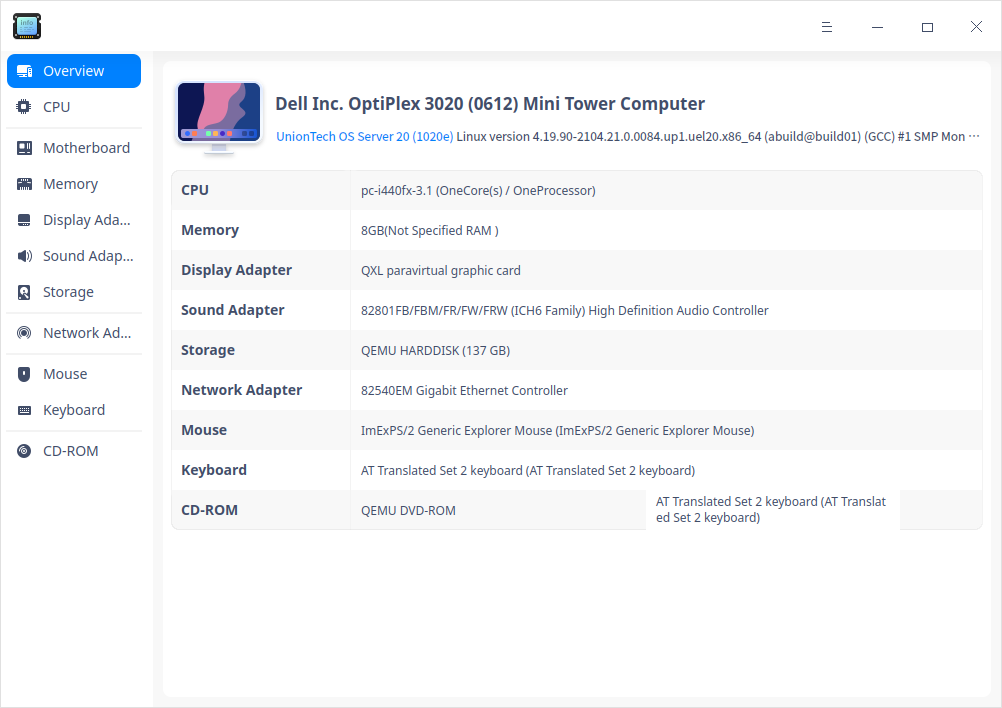 info
Overview
CPU
Motherboard
Memory
Display Ada...
Sound Adap...
Storage
Network Ad...
Mouse
Keyboard
CD-ROM
Dell Inc. OptiPlex 3020 (0612) Mini Tower Computer
UnionTech OS Server 20 (1020e) Linux version 4.19.90-2104.21.0.0084.up1.uel20.x86_64 (abuild@build01) (GCC) #1 SMP Mon ···
CPU pc-i440fx-3.1 (OneCore(s) / OneProcessor)
Memory 8GB(Not Specified RAM )
Display Adapter QXL paravirtual graphic card
Sound Adapter 82801FB/FBM/FR/FW/FRW (ICH6 Family) High Definition Audio Controller
Storage QEMU HARDDISK (137 GB)
Network Adapter 82540EM Gigabit Ethernet Controller
Mouse ImExPS/2 Generic Explorer Mouse (ImExPS/2 Generic Explorer Mouse)
Keyboard AT Translated Set 2 keyboard (AT Translated Set 2 keyboard)
CD-ROM QEMU DVD-ROM
AT Translated Set 2 keyboard (AT Translat
ed Set 2 keyboard)